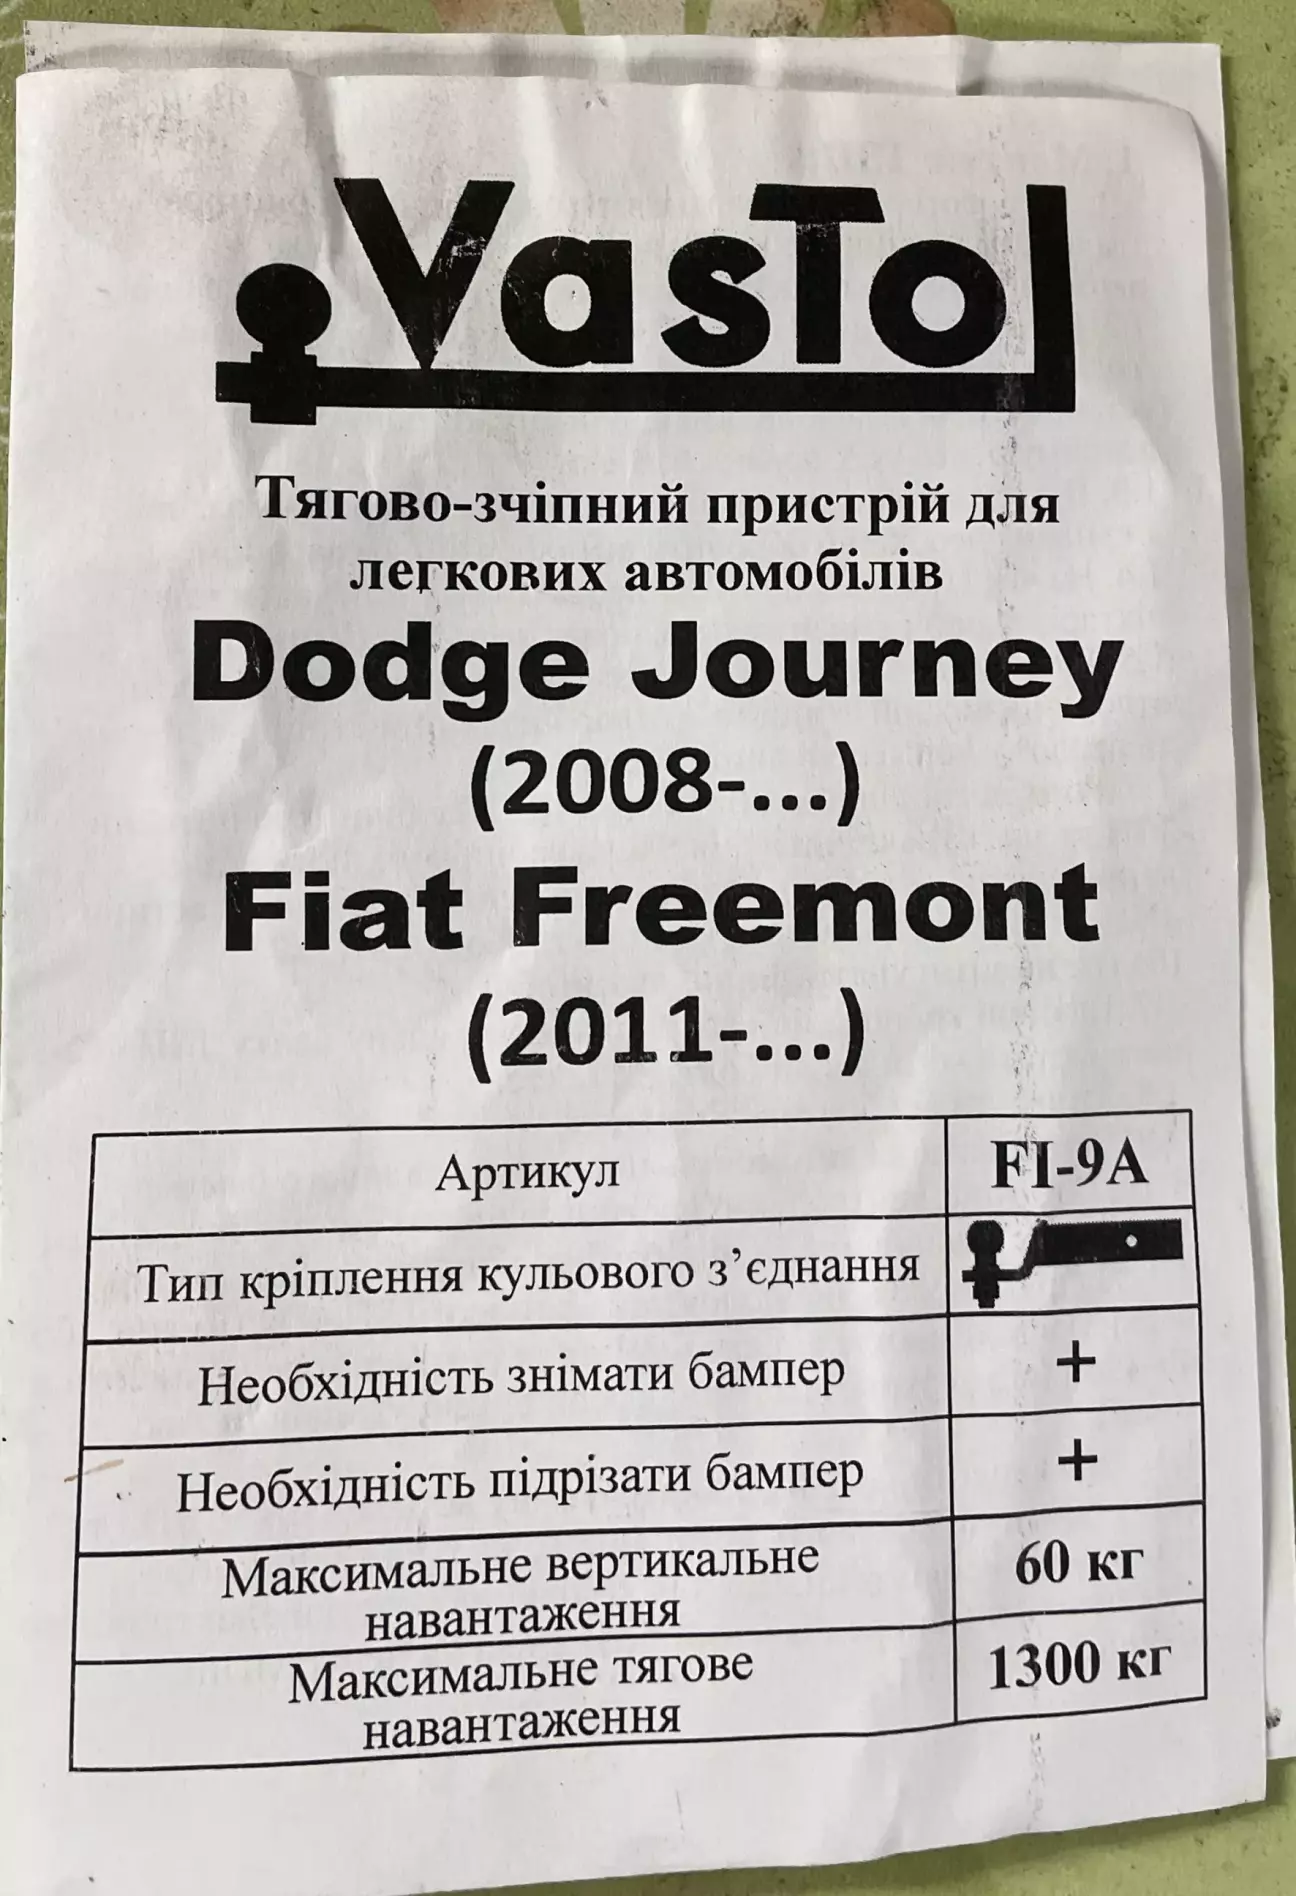 VasTol
Тягово-зчіпний пристрій для
легкових автомобілів
Dodge Journey
(2008-...)
Fiat Freemont
(2011-...)
Артикул FI-9A
Тип кріплення кульового з’єднання
Необхідність знімати бампер +
Необхідність підрізати бампер +
Максимальне вертикальне
навантаження 60 кг
Максимальне тягове
навантаження 1300 кг